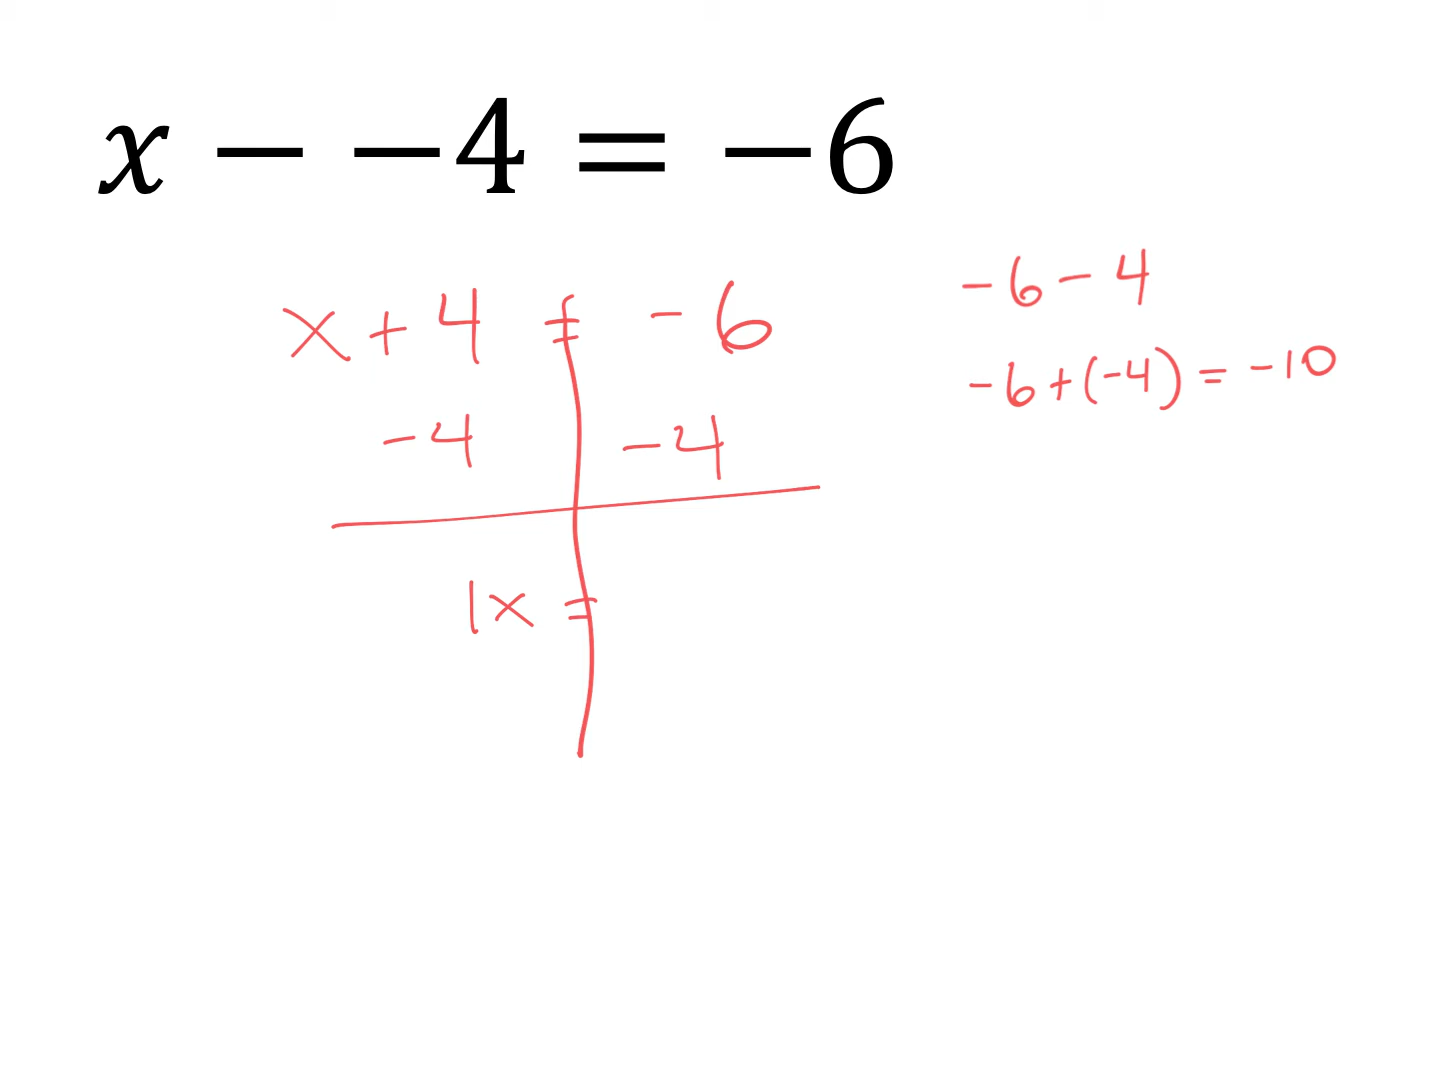 x − −4 = −6
x + 4 = -6
-4 -4
1x =
-6 - 4
-6 + (-4) = -10